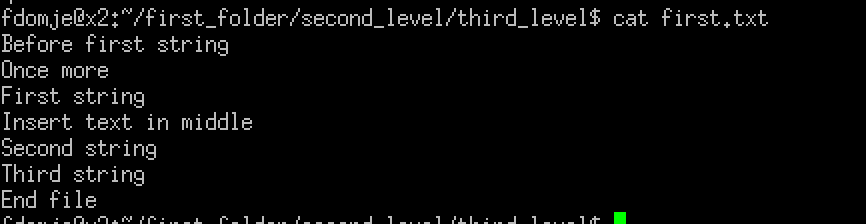 fdomje@x2:~/first_folder/second_level/third_level$ cat first.txt
Before first string
Once more
First string
Insert text in middle
Second string
Third string
End file
fdomje@x2:~/first_folder/second_level/third_level$